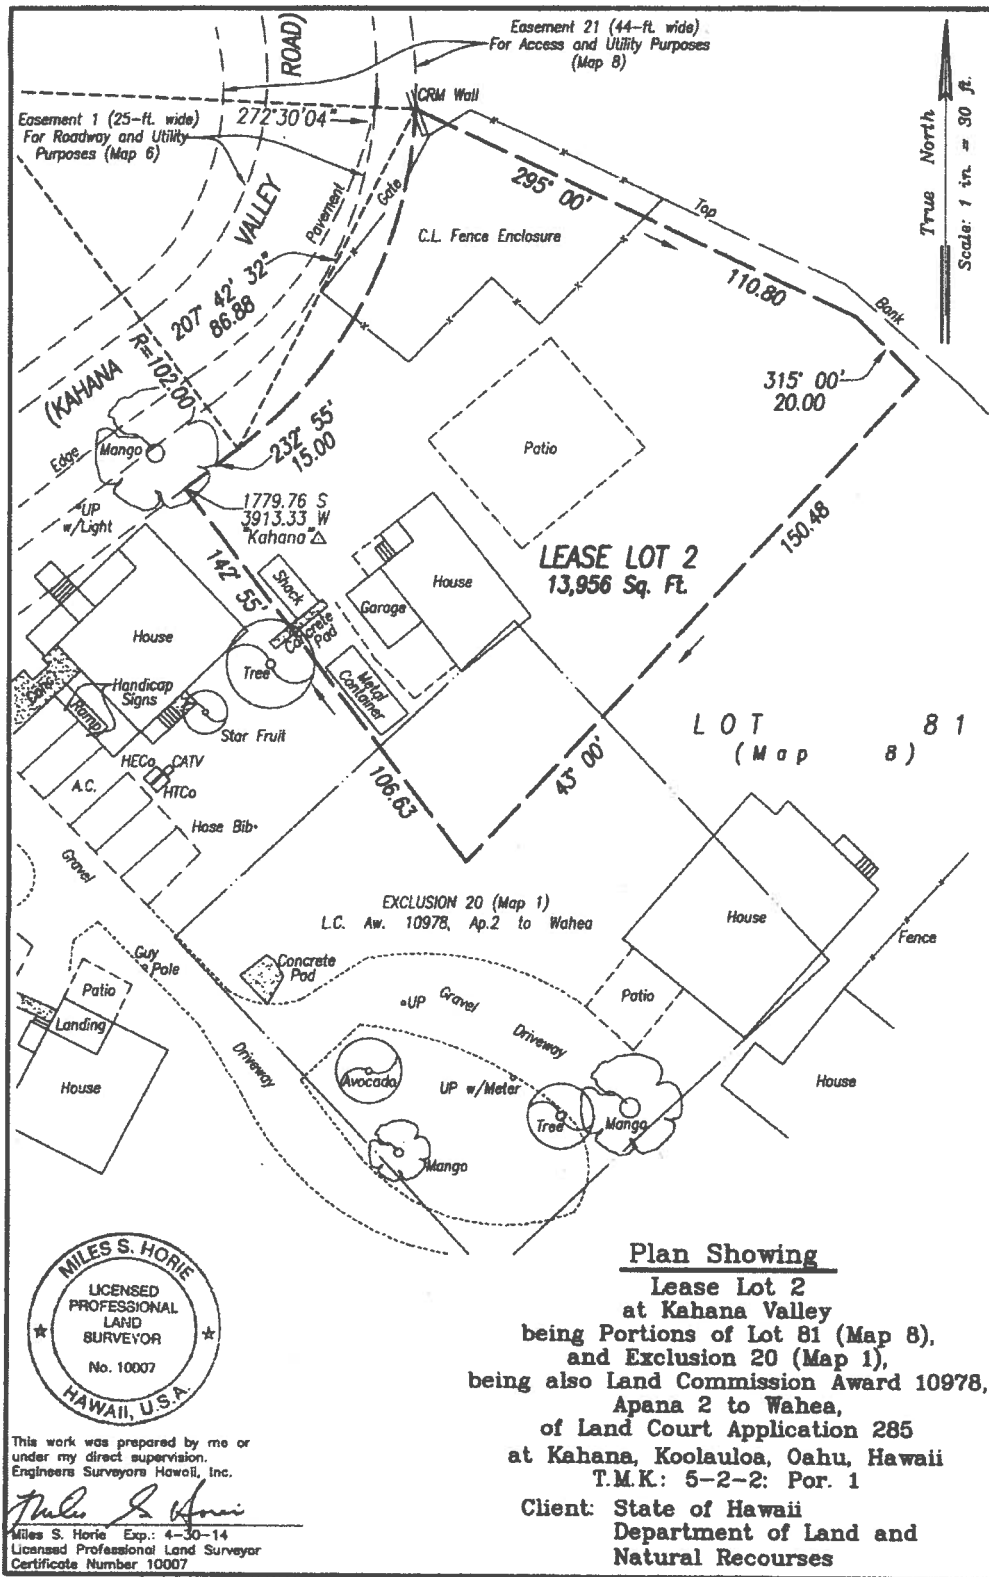 Easement 21 (44-ft. wide)
For Access and Utility Purposes
(Map 8)
ROAD)
CRM Wall
Easement 1 (25-ft. wide)
For Roadway and Utility
Purposes (Map 6)
272°30'04"
True North
Scale: 1 in. = 30 ft.
295° 00'
Top
Gate
VALLEY
Pavement
C.L. Fence Enclosure
110.80
Bank
207° 42' 32"
86.88
R=102.00
315° 00'
20.00
(KAHANA
232° 55'
15.00
Edge
Mango
Patio
1779.76 S
3913.33 W
"Kahana"
UP
w/Light
150.48
LEASE LOT 2
13,956 Sq. Ft.
142° 55'
Shack
House
Garage
Concrete
Pad
House
Tree
Metal
Container
Conc.
Handicap
Signs
Ramp
Star Fruit
LOT 81
(Map 8)
HECo
CATV
HTCo
A.C.
43° 00'
106.63
Hose Bib
Gravel
EXCLUSION 20 (Map 1)
L.C. Aw. 10978, Ap.2 to Wahea
House
Fence
Guy
Pole
Concrete
Pad
Patio
Landing
UP
Gravel
Driveway
Patio
Driveway
House
Avocado
UP w/Meter
House
Tree
Mango
Mango
MILES S. HORIE
LICENSED
PROFESSIONAL
LAND
SURVEYOR
No. 10007
HAWAII, U.S.A.
This work was prepared by me or
under my direct supervision.
Engineers Surveyors Hawaii, Inc.
Miles S. Horie
Miles S. Horie Exp.: 4-30-14
Licensed Professional Land Surveyor
Certificate Number 10007
Plan Showing
Lease Lot 2
at Kahana Valley
being Portions of Lot 81 (Map 8),
and Exclusion 20 (Map 1),
being also Land Commission Award 10978,
Apana 2 to Wahea,
of Land Court Application 285
at Kahana, Koolauloa, Oahu, Hawaii
T.M.K.: 5-2-2: Por. 1
Client: State of Hawaii
Department of Land and
Natural Recourses